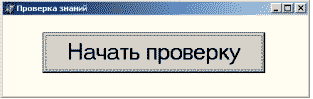 Проверка знаний
Начать проверку